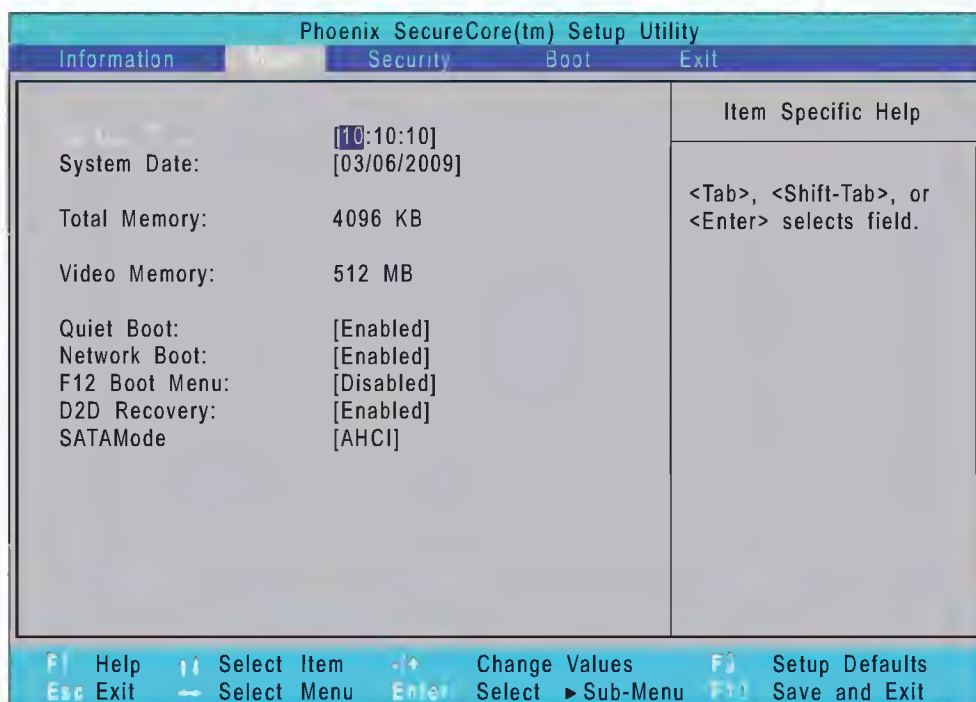 Phoenix SecureCore(tm) Setup Utility
Information Security Boot Exit
Item Specific Help
[10:10:10]
System Date: [03/06/2009]
<Tab>, <Shift-Tab>, or
<Enter> selects field.
Total Memory: 4096 KB
Video Memory: 512 MB
Quiet Boot: [Enabled]
Network Boot: [Enabled]
F12 Boot Menu: [Disabled]
D2D Recovery: [Enabled]
SATAMode [AHCI]
Help Select Item -/+ Change Values Setup Defaults
Esc Exit Select Menu Enter Select ►Sub-Menu F10 Save and Exit